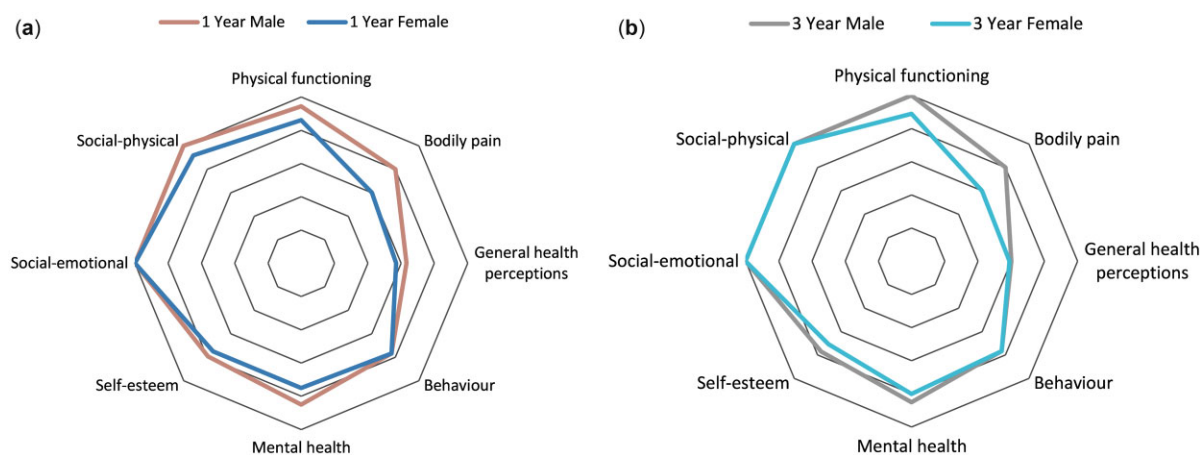 (a)
1 Year Male
1 Year Female
Physical functioning
Social-physical
Bodily pain
Social-emotional
General health
perceptions
Self-esteem
Behaviour
Mental health
(b)
3 Year Male
3 Year Female
Physical functioning
Social-physical
Bodily pain
Social-emotional
General health
perceptions
Self-esteem
Behaviour
Mental health